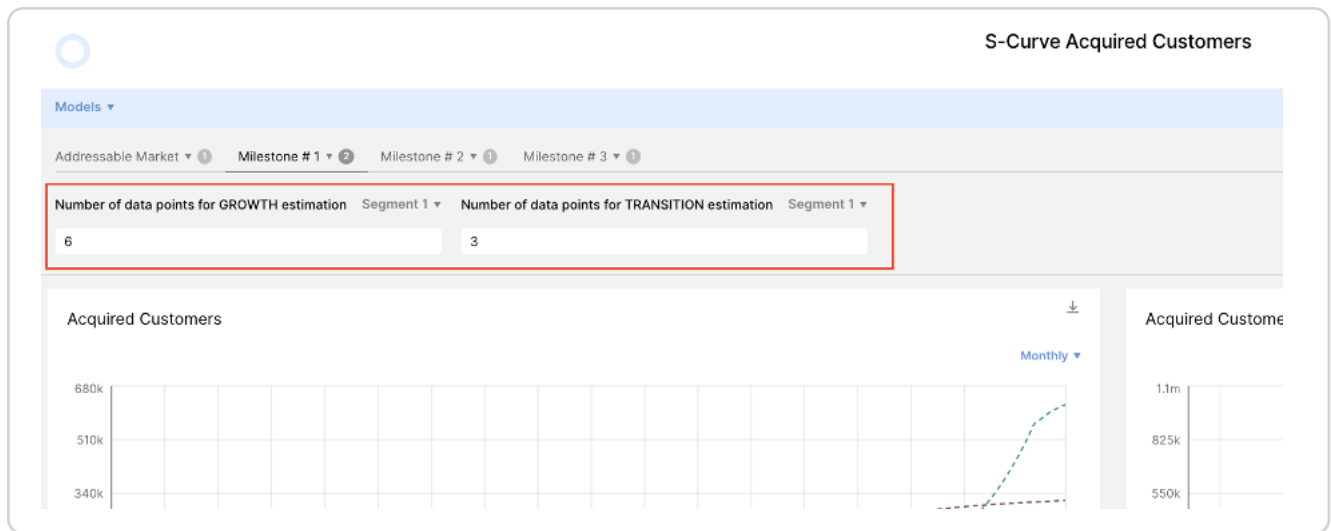 S-Curve Acquired Customers
Models ▾
Addressable Market ▾ 1 Milestone # 1 ▾ 2 Milestone # 2 ▾ 1 Milestone # 3 ▾ 1
Number of data points for GROWTH estimation Segment 1 ▾ Number of data points for TRANSITION estimation Segment 1 ▾
6 3
Acquired Customers
Monthly ▾
680k
510k
340k
Acquired Custome
1.1m
825k
550k